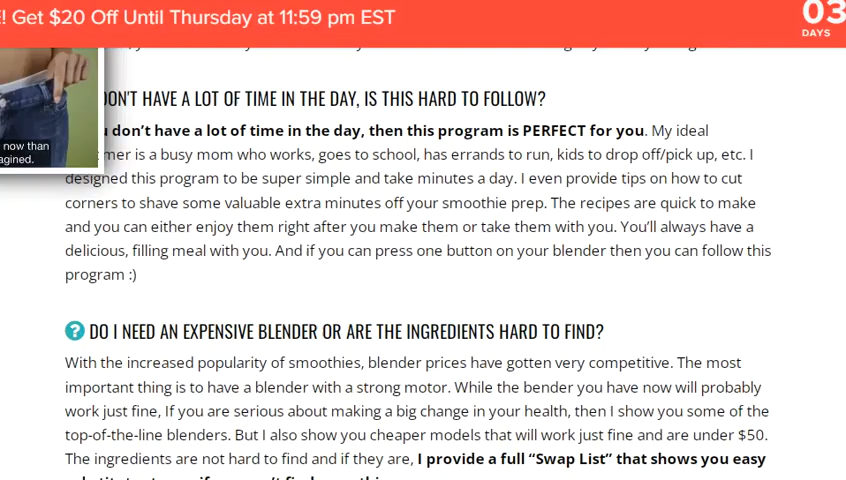 ! Get $20 Off Until Thursday at 11:59 pm EST
03
DAYS
now than
agined.
DON'T HAVE A LOT OF TIME IN THE DAY, IS THIS HARD TO FOLLOW?
don’t have a lot of time in the day, then this program is PERFECT for you. My ideal
mer is a busy mom who works, goes to school, has errands to run, kids to drop off/pick up, etc. I
designed this program to be super simple and take minutes a day. I even provide tips on how to cut
corners to shave some valuable extra minutes off your smoothie prep. The recipes are quick to make
and you can either enjoy them right after you make them or take them with you. You’ll always have a
delicious, filling meal with you. And if you can press one button on your blender then you can follow this
program :)
? DO I NEED AN EXPENSIVE BLENDER OR ARE THE INGREDIENTS HARD TO FIND?
With the increased popularity of smoothies, blender prices have gotten very competitive. The most
important thing is to have a blender with a strong motor. While the bender you have now will probably
work just fine, If you are serious about making a big change in your health, then I show you some of the
top-of-the-line blenders. But I also show you cheaper models that will work just fine and are under $50.
The ingredients are not hard to find and if they are, I provide a full “Swap List” that shows you easy